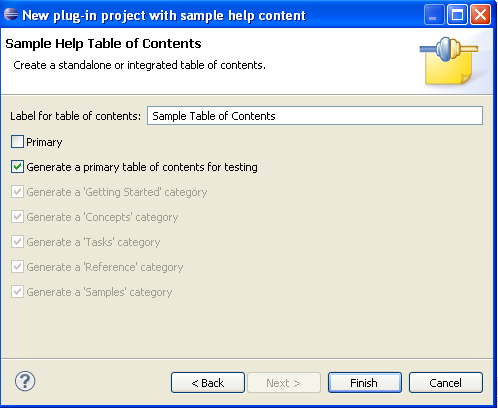 New plug-in project with sample help content
Sample Help Table of Contents
Create a standalone or integrated table of contents.
Label for table of contents: Sample Table of Contents
Primary
Generate a primary table of contents for testing
Generate a 'Getting Started' category
Generate a 'Concepts' category
Generate a 'Tasks' category
Generate a 'Reference' category
Generate a 'Samples' category
? < Back Next > Finish Cancel